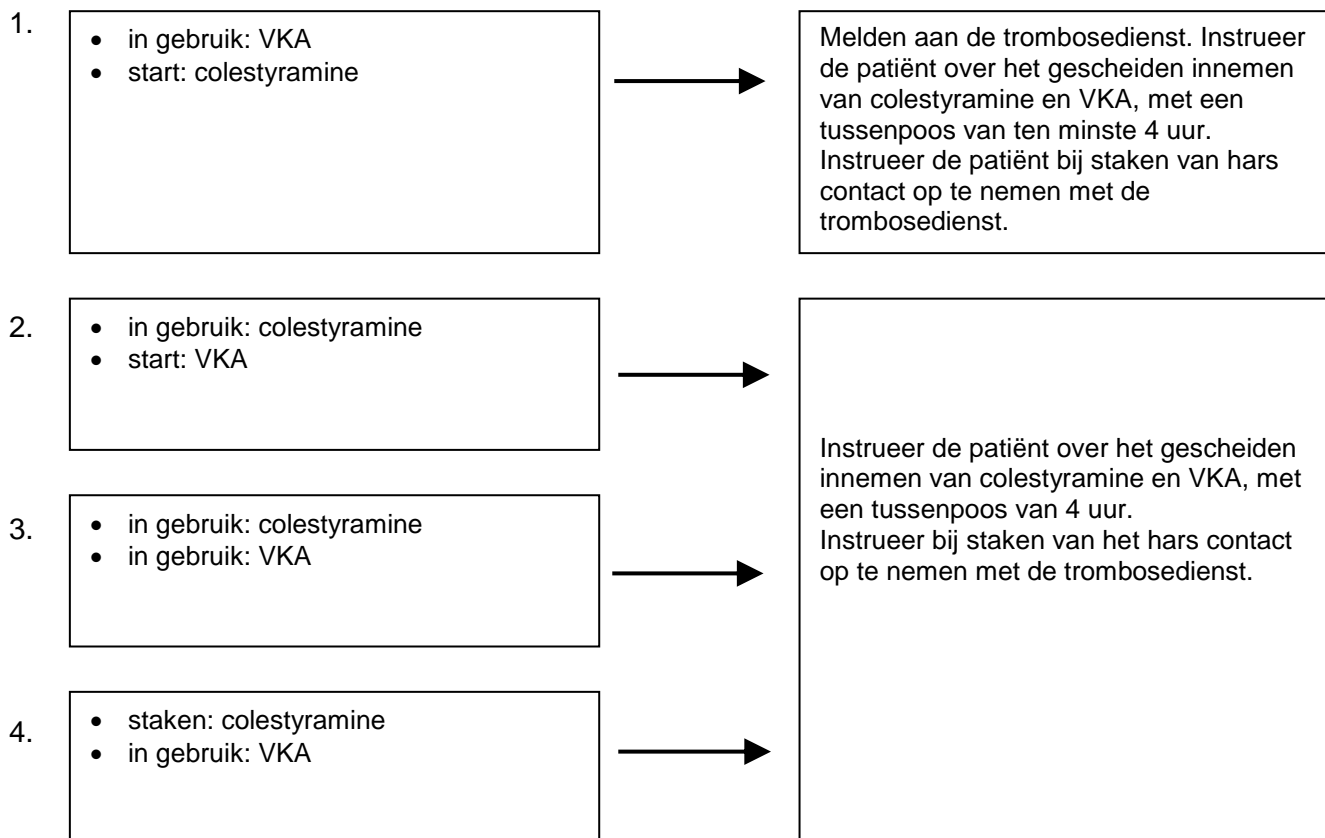 1.
• in gebruik: VKA
• start: colestyramine
Melden aan de trombosedienst. Instrueer
de patiënt over het gescheiden innemen
van colestyramine en VKA, met een
tussenpoos van ten minste 4 uur.
Instrueer de patiënt bij staken van hars
contact op te nemen met de
trombosedienst.
2.
• in gebruik: colestyramine
• start: VKA
3.
• in gebruik: colestyramine
• in gebruik: VKA
4.
• staken: colestyramine
• in gebruik: VKA
Instrueer de patiënt over het gescheiden
innemen van colestyramine en VKA, met
een tussenpoos van 4 uur.
Instrueer bij staken van het hars contact
op te nemen met de trombosedienst.